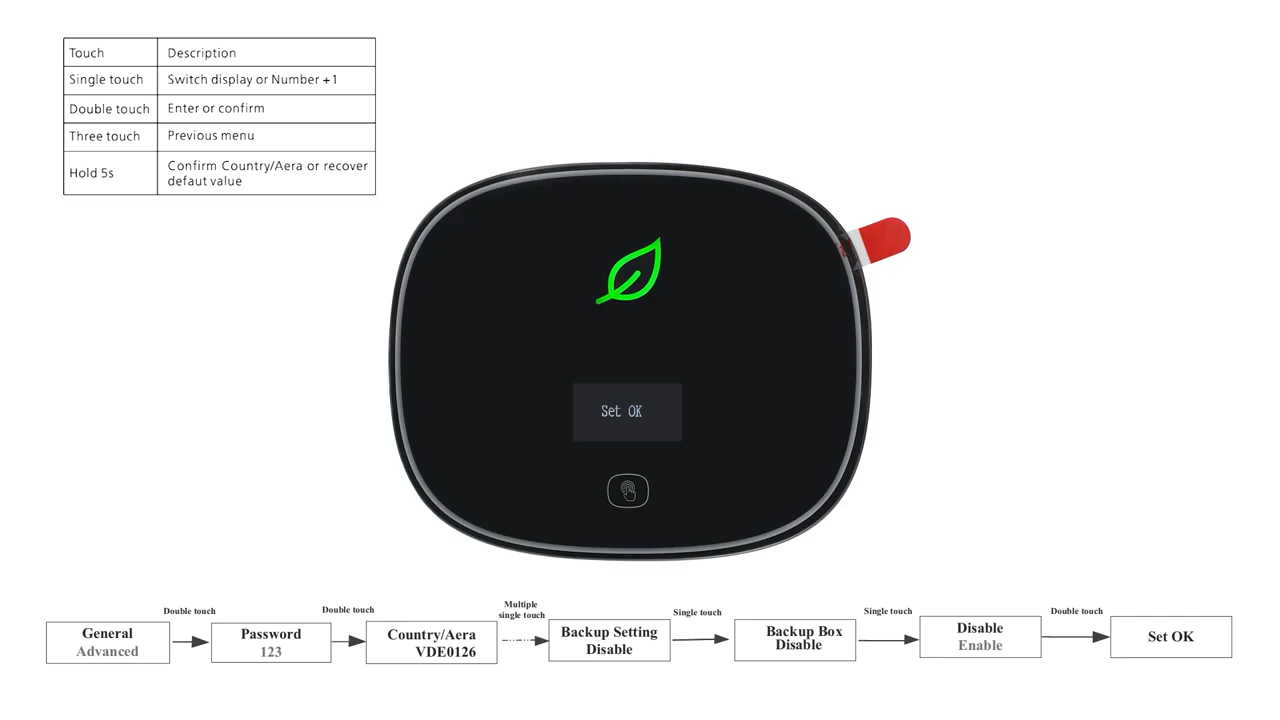 Touch Description
Single touch Switch display or Number +1
Double touch Enter or confirm
Three touch Previous menu
Hold 5s Confirm Country/Aera or recover
defaut value
Set OK
Double touch
Double touch
Multiple
single touch
Single touch
Single touch
Double touch
General
Advanced
Password
123
Country/Aera
VDE0126
Backup Setting
Disable
Backup Box
Disable
Disable
Enable
Set OK